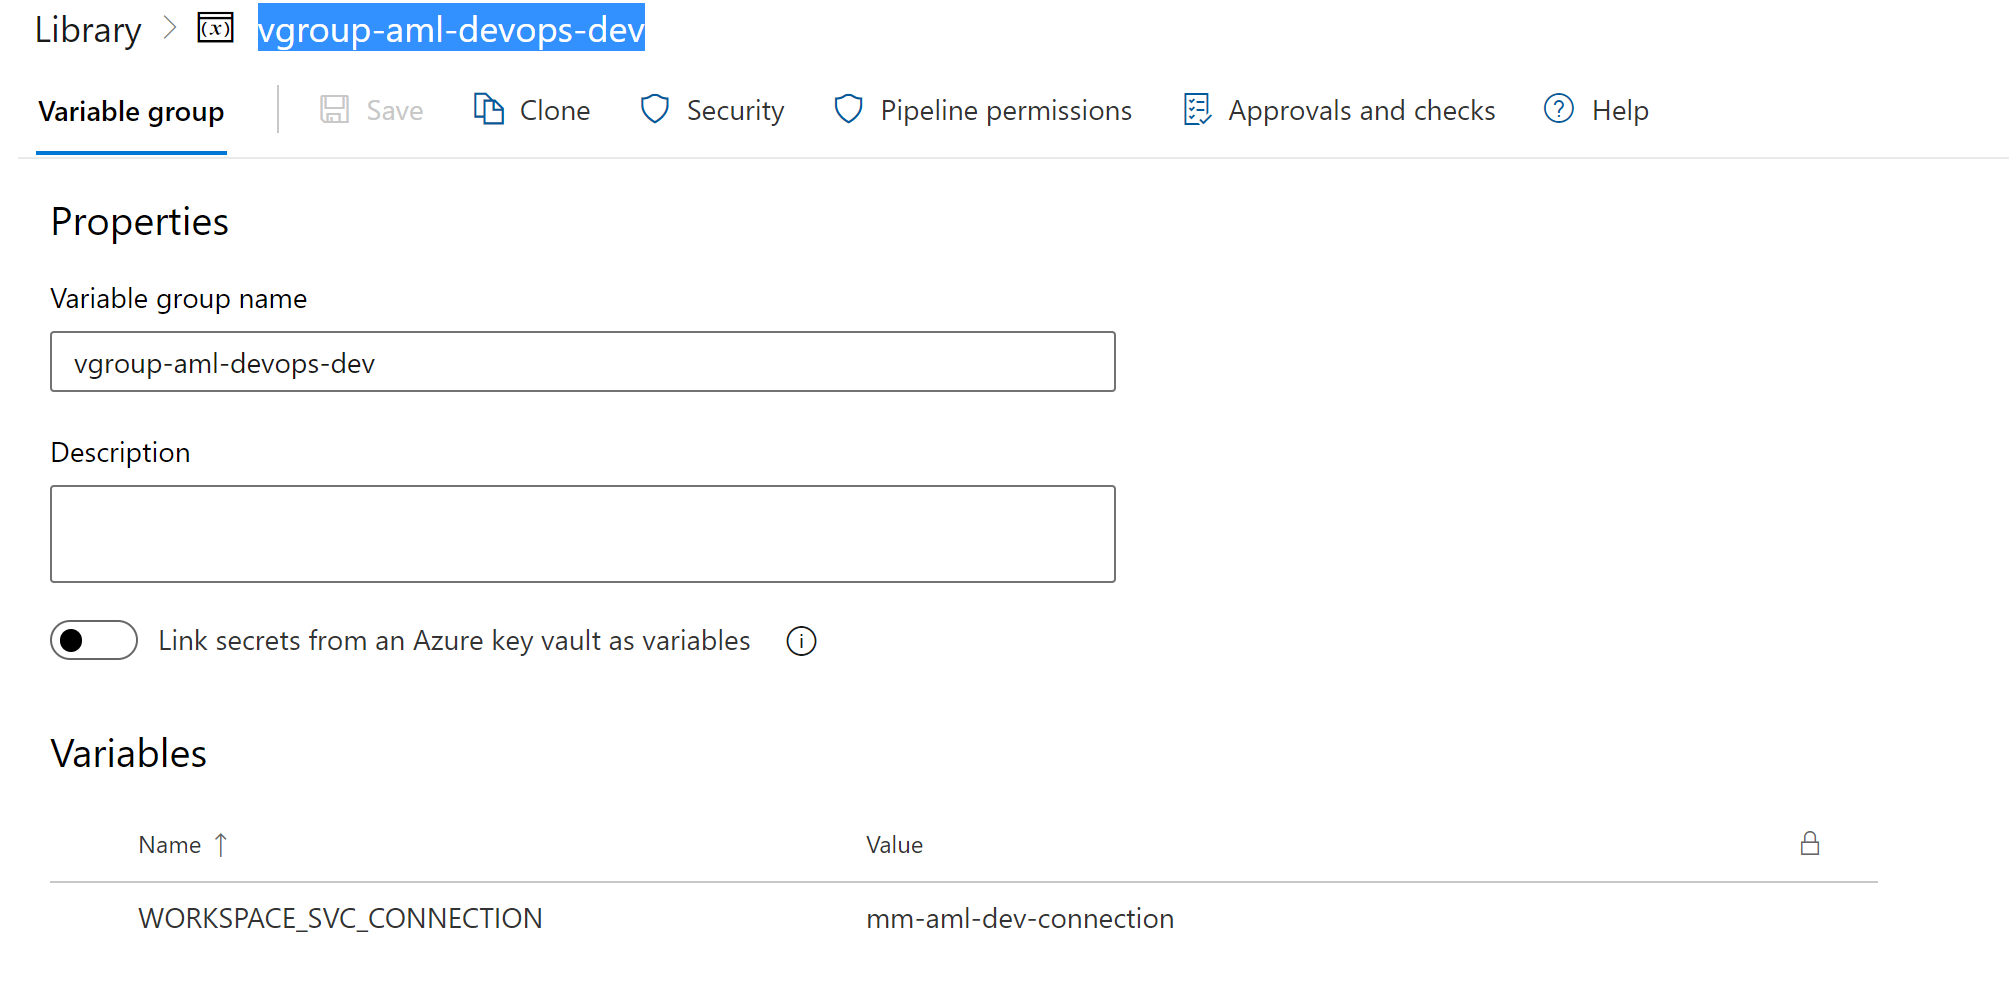 Library > (x) vgroup-aml-devops-dev
Variable group Save Clone Security Pipeline permissions Approvals and checks ? Help
Properties
Variable group name
vgroup-aml-devops-dev
Description
Link secrets from an Azure key vault as variables i
Variables
Name ↑ Value
WORKSPACE_SVC_CONNECTION mm-aml-dev-connection